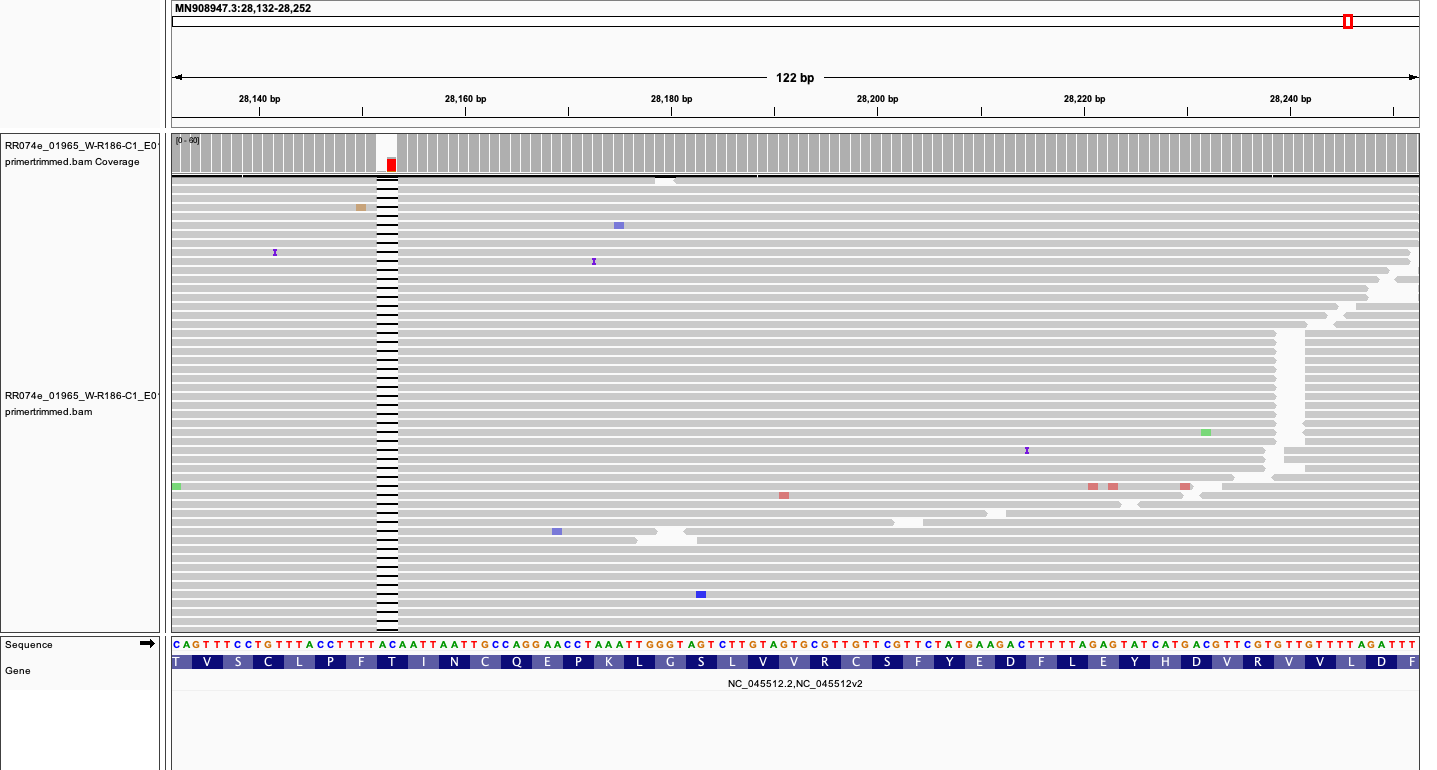 MN908947.3:28,132-28,252
122 bp
28,140 bp 28,160 bp 28,180 bp 28,200 bp 28,220 bp 28,240 bp
RR074e_01965_W-R186-C1_E0
primertrimmed.bam Coverage
[0 - 60]
RR074e_01965_W-R186-C1_E0
primertrimmed.bam
Sequence
CAGTTTCCTGTTTACCTTTTACAATTAATTGCCAGGAACCTAAATTGGGTAGTCTTGTAGTGCGTTGTTCGTTCTATGAAGACTTTTTAGAGTATCATGACGTTCGTGTTGTTTTAGATTT
Gene
T V S C L P F T I N C Q E P K L G S L V V R C S F Y E D F L E Y H D V R V V L D F
NC_045512.2,NC_045512v2